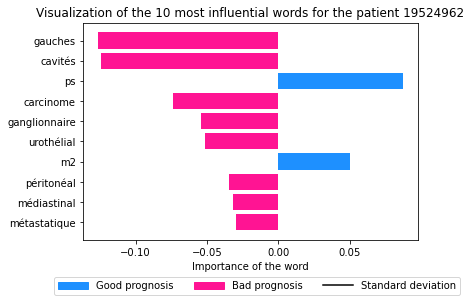 Visualization of the 10 most influential words for the patient 19524962
gauches
cavités
ps
carcinome
ganglionnaire
urothélial
m2
péritonéal
médiastinal
métastatique
−0.10 −0.05 0.00 0.05
Importance of the word
Good prognosis Bad prognosis Standard deviation